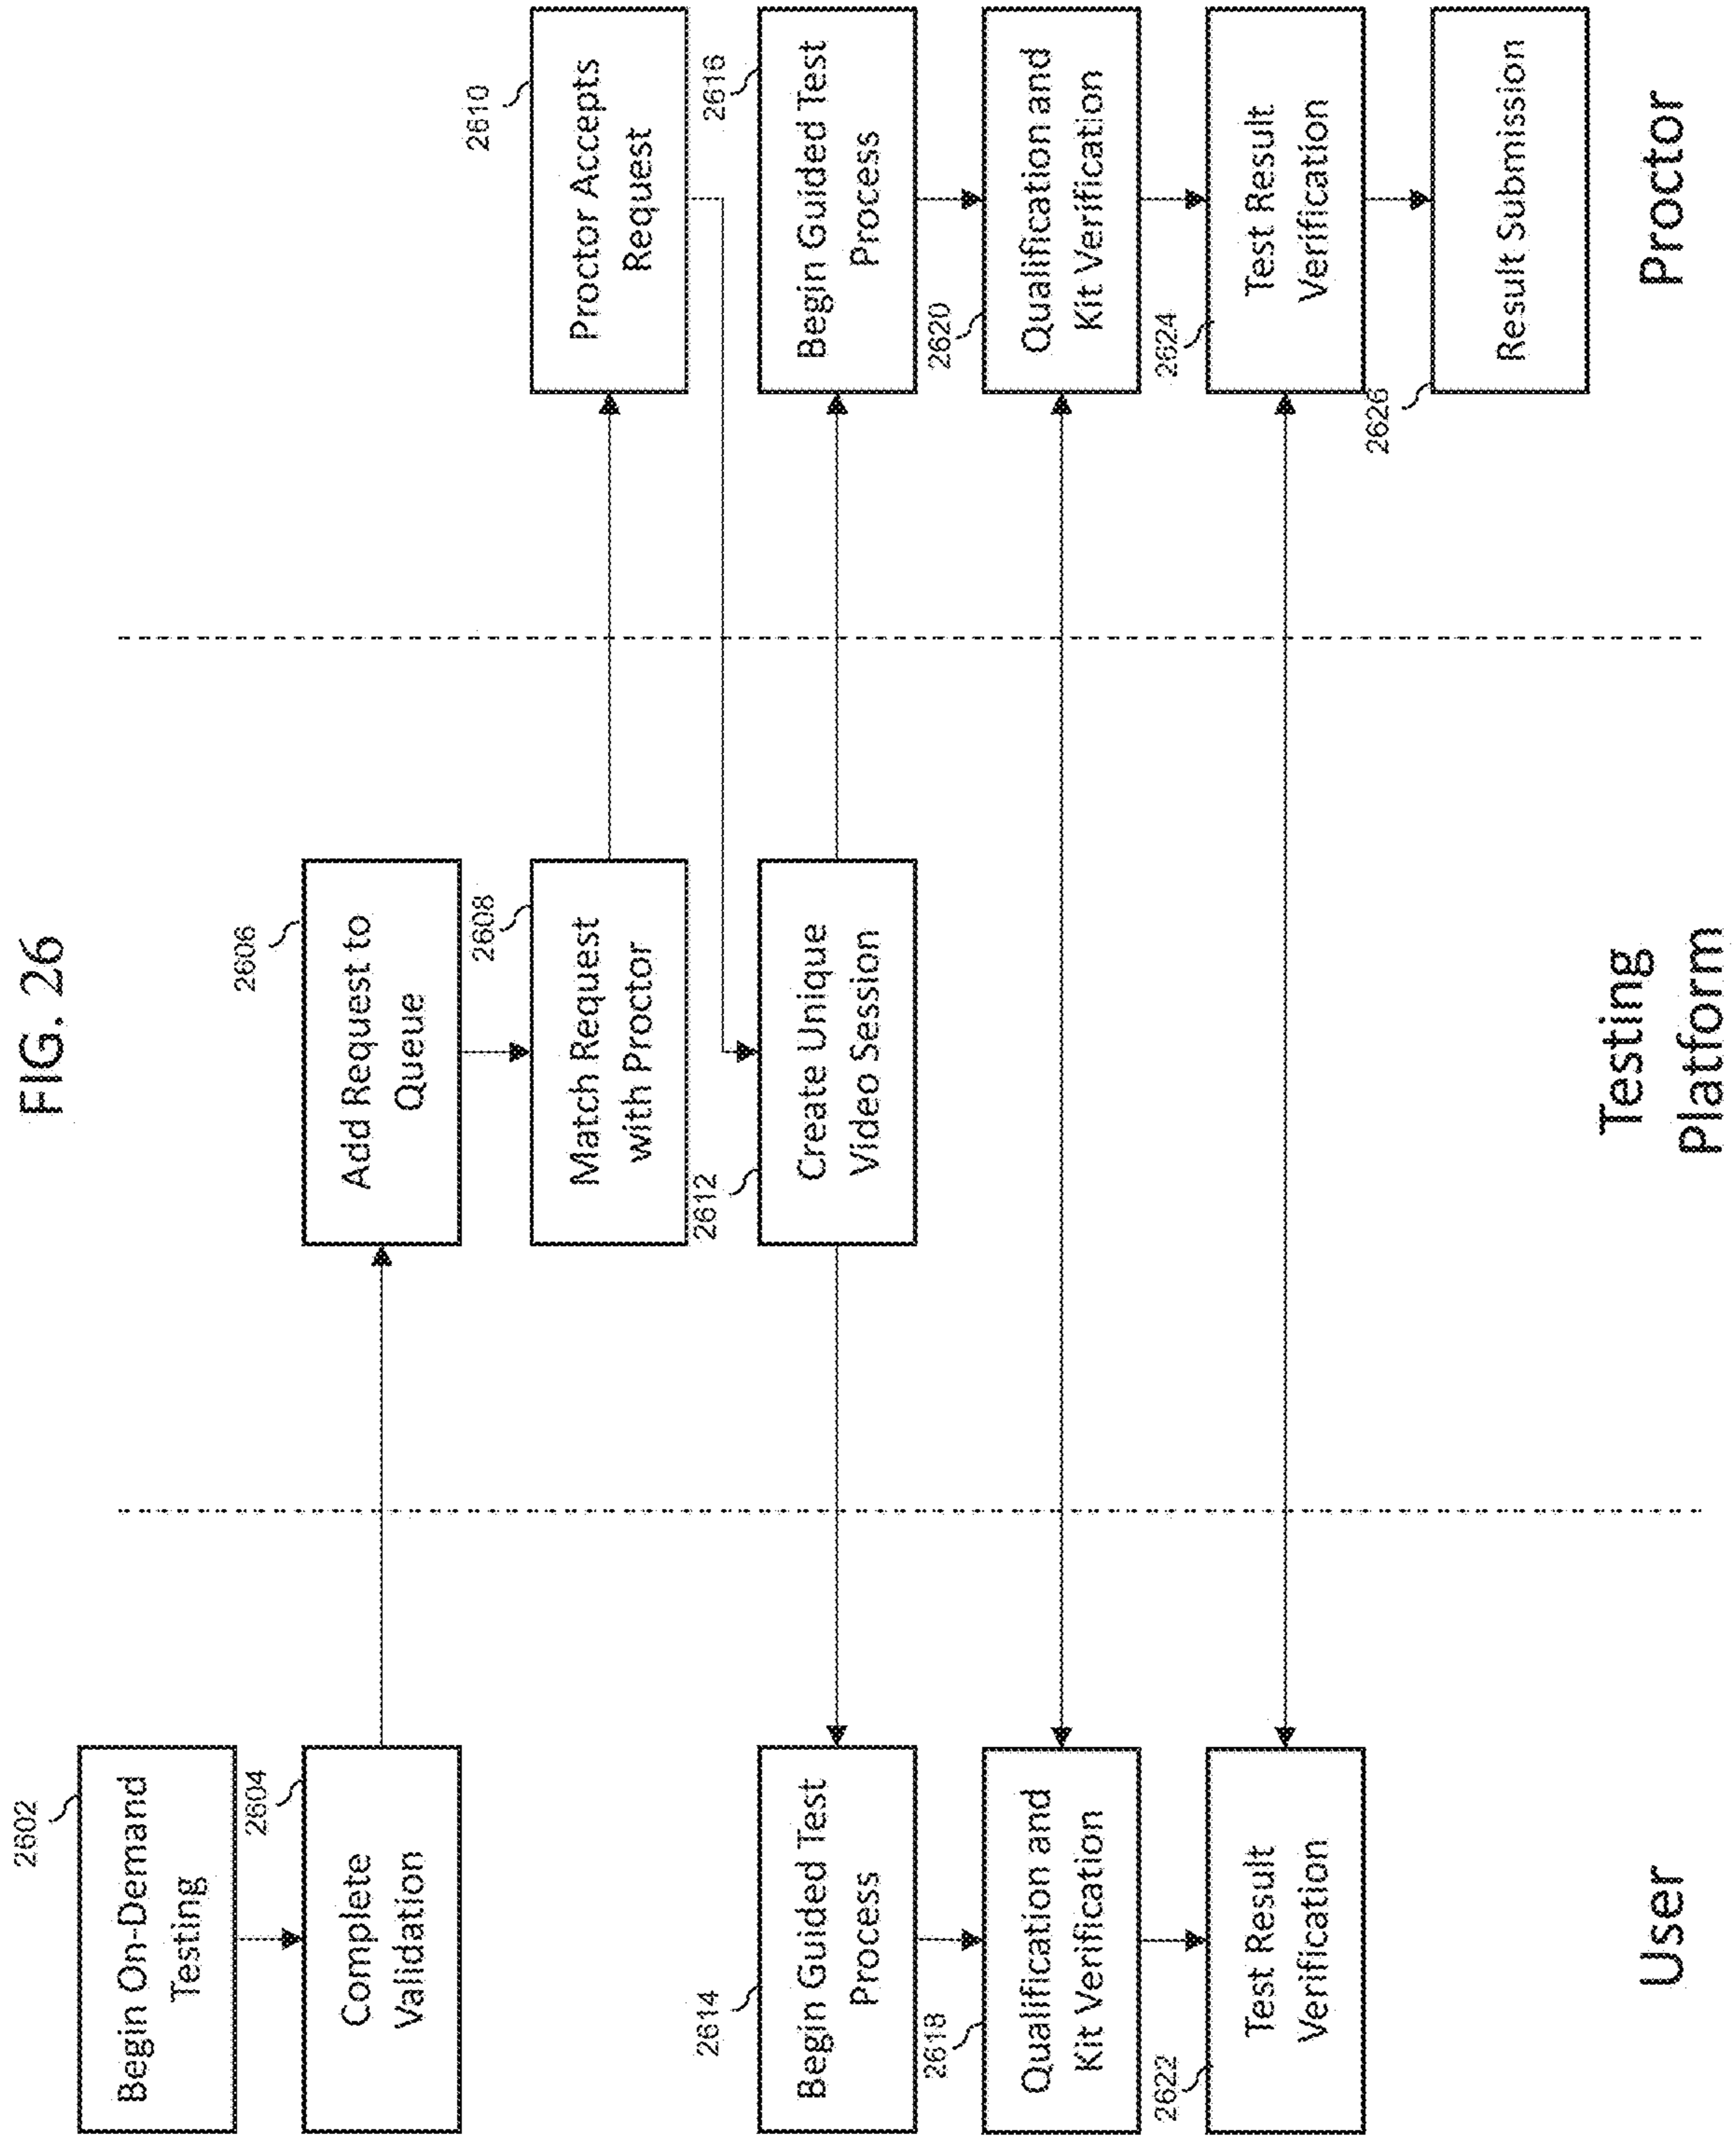 FIG. 26
2602
Begin On-Demand
Testing
2604
Complete
Validation
2606
Add Request to
Queue
2608
Match Request
with Proctor
2610
Proctor Accepts
Request
2612
Create Unique
Video Session
2614
Begin Guided Test
Process
2616
Begin Guided Test
Process
2618
Qualification and
Kit Verification
2620
Qualification and
Kit Verification
2622
Test Result
Verification
2624
Test Result
Verification
2626
Result Submission
User
Testing
Platform
Proctor